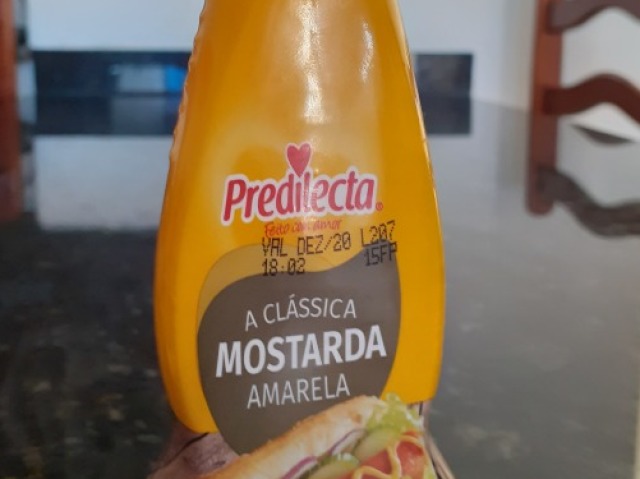 Predilecta®
Feito com amor
VAL DEZ/20 L207
18:02 15FP
A CLÁSSICA
MOSTARDA
AMARELA